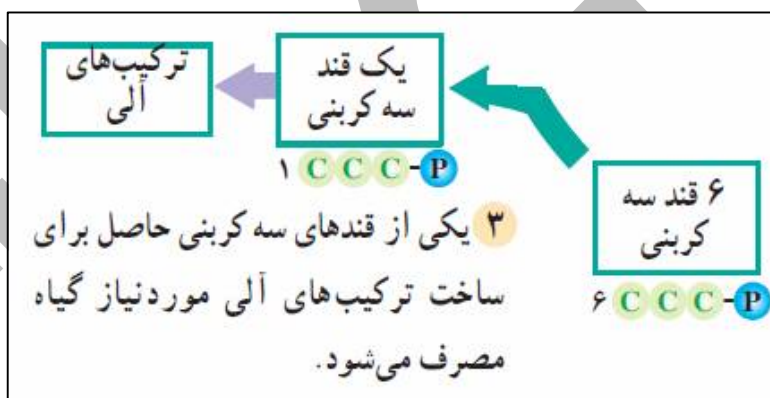 ترکیب‌های
آلی
یک قند
سه کربنی
۱ C C C-P
۶ قند سه
کربنی
۶ C C C-P
۳ یکی از قندهای سه کربنی حاصل برای
ساخت ترکیب‌های آلی موردنیاز گیاه
مصرف می‌شود.